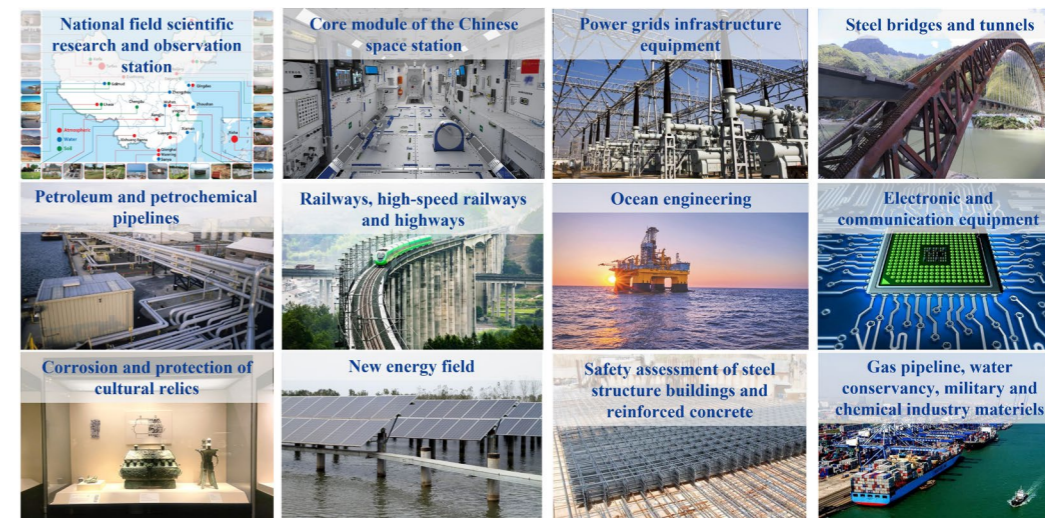 National field scientific
research and observation
station
Core module of the Chinese
space station
Power grids infrastructure
equipment
Steel bridges and tunnels
Atmosphere
Water
Soil
Petroleum and petrochemical
pipelines
Railways, high-speed railways
and highways
Ocean engineering
Electronic and
communication equipment
Corrosion and protection of
cultural relics
New energy field
Safety assessment of steel
structure buildings and
reinforced concrete
Gas pipeline, water
conservancy, military and
chemical industry materiels